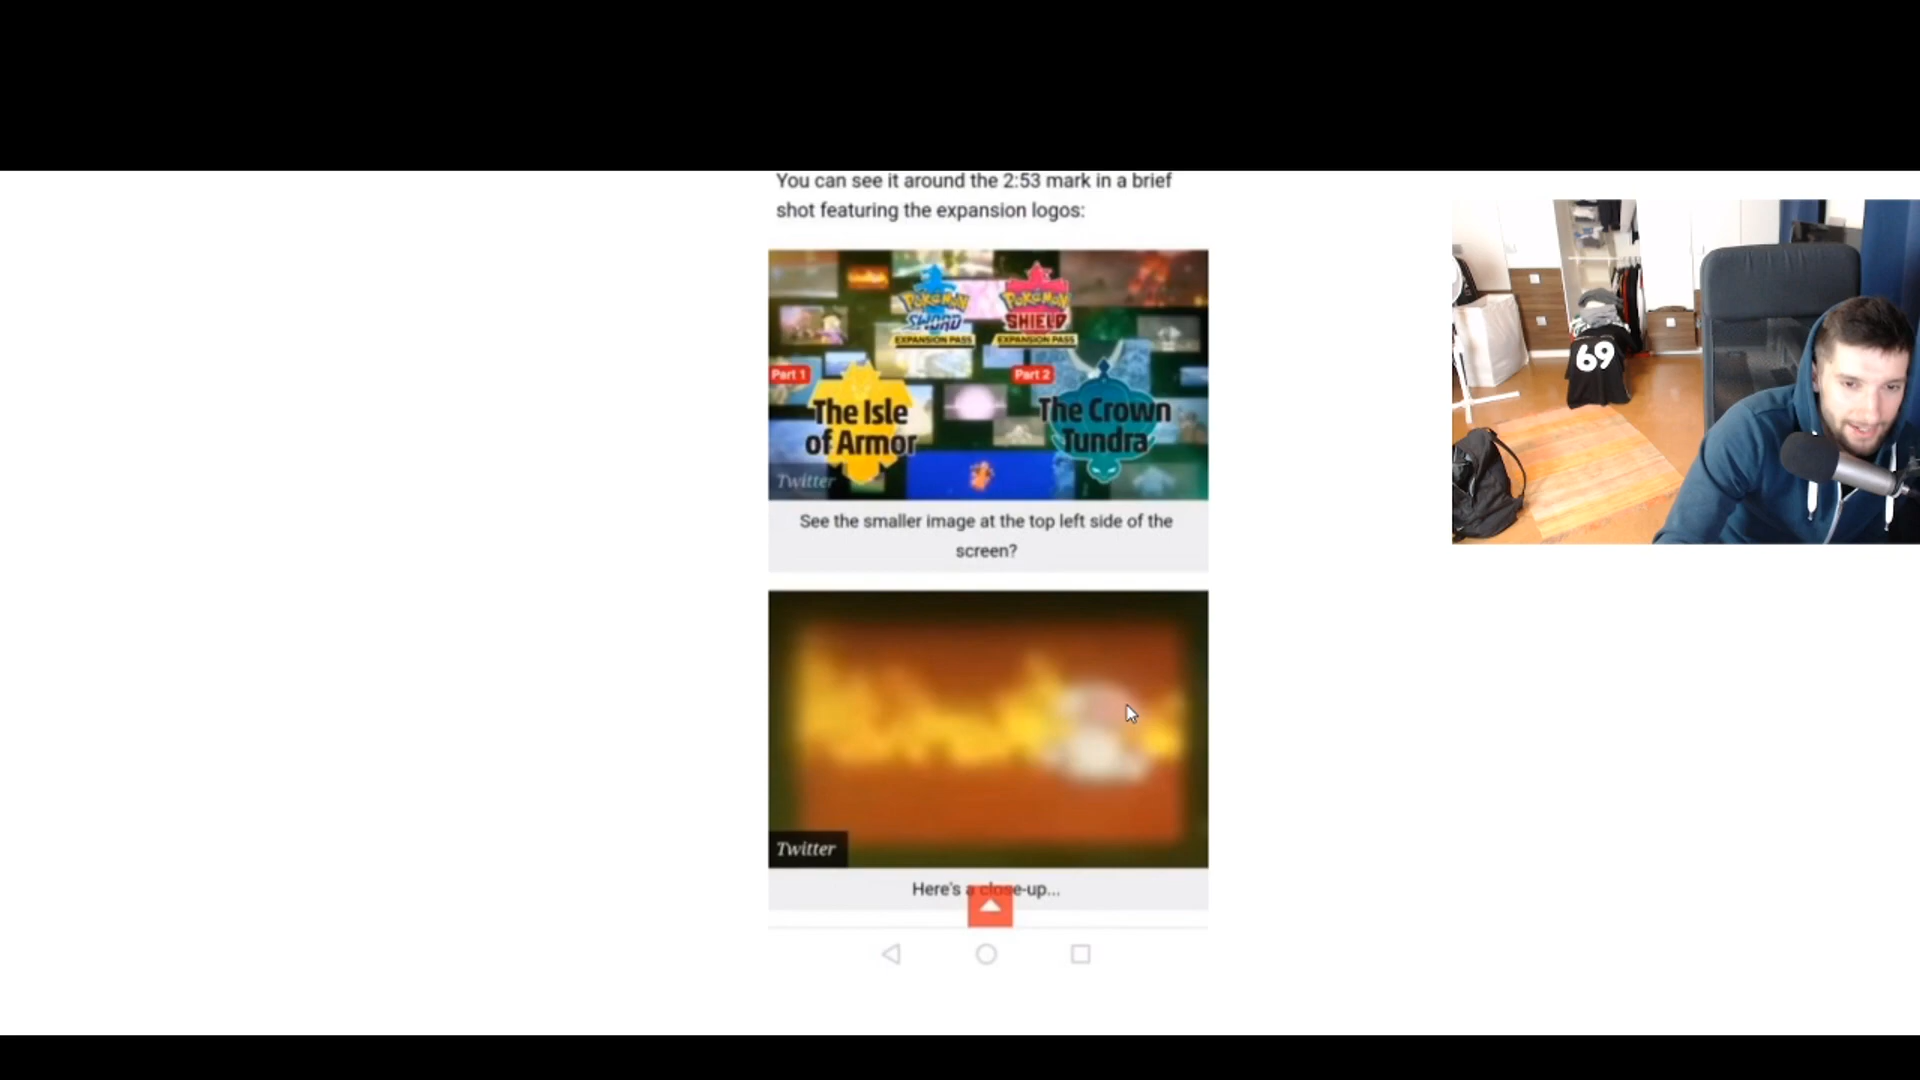 You can see it around the 2:53 mark in a brief
shot featuring the expansion logos:
POKéMON POKéMON
SWORD SHIELD
EXPANSION PASS EXPANSION PASS
Part 1
The Isle
of Armor
Part 2
The Crown
Tundra
Twitter
See the smaller image at the top left side of the
screen?
Twitter
Here's a close-up...
69